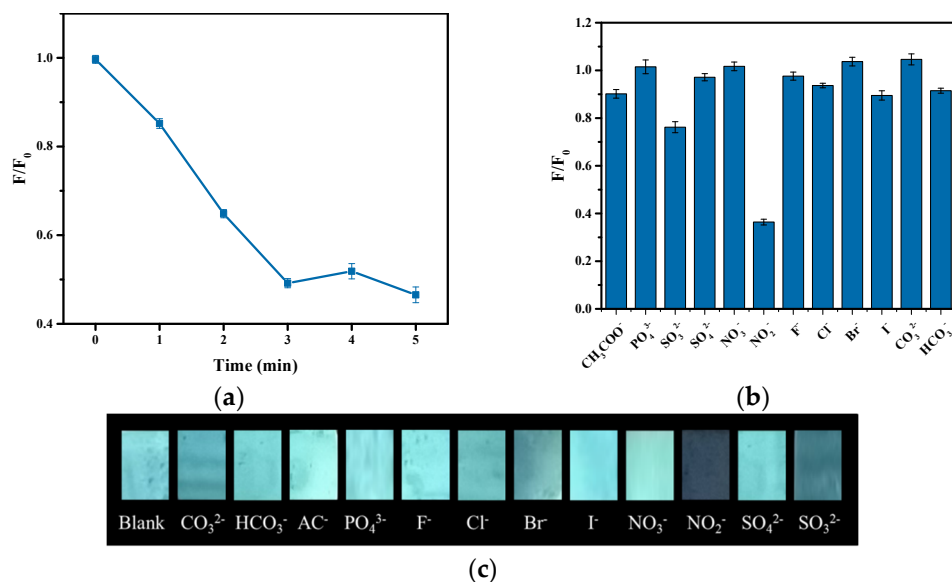 1.0
0.8
0.6
0.4
F/F₀
0 1 2 3 4 5
Time (min)
(a)
1.2
1.0
0.8
0.6
0.4
0.2
0.0
F/F₀
CH₃COO⁻ PO₄³⁻ SO₃²⁻ SO₄²⁻ NO₃⁻ NO₂⁻ F⁻ Cl⁻ Br⁻ I⁻ CO₃²⁻ HCO₃⁻
(b)
Blank CO₃²⁻ HCO₃⁻ AC⁻ PO₄³⁻ F⁻ Cl⁻ Br⁻ I⁻ NO₃⁻ NO₂⁻ SO₄²⁻ SO₃²⁻
(c)